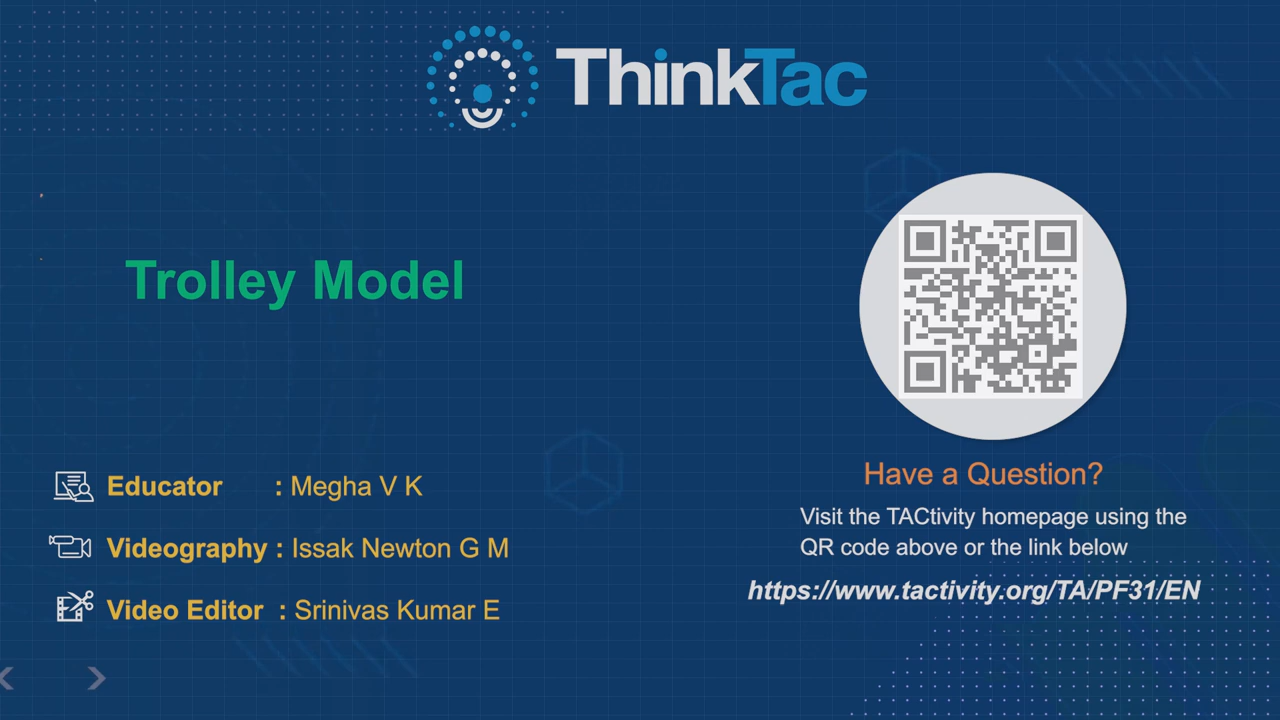 ThinkTac
Trolley Model
Educator : Megha V K
Videography : Issak Newton G M
Video Editor : Srinivas Kumar E
Have a Question?
Visit the TACtivity homepage using the
QR code above or the link below
https://www.tactivity.org/TA/PF31/EN